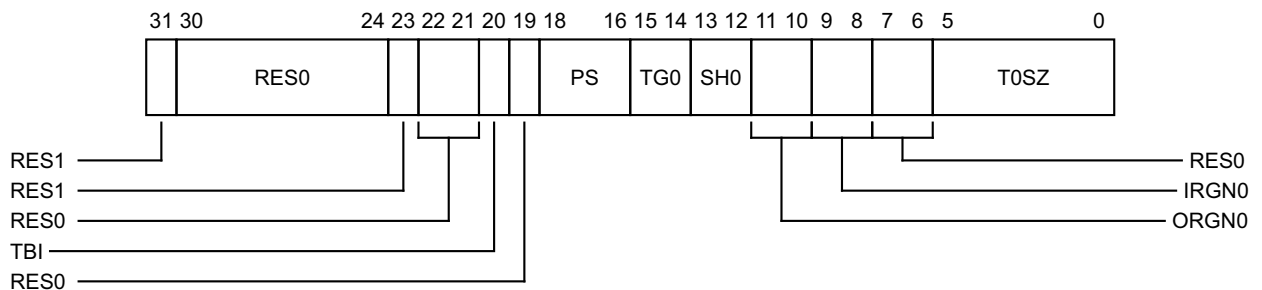 31 30 24 23 22 21 20 19 18 16 15 14 13 12 11 10 9 8 7 6 5 0
RES0 PS TG0 SH0 T0SZ
RES1 RES0
RES1 IRGN0
RES0 ORGN0
TBI
RES0